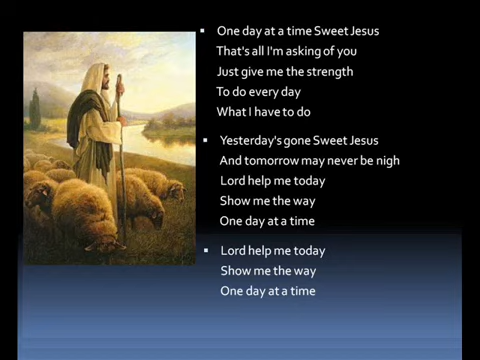 ▪ One day at a time Sweet Jesus
That's all I'm asking of you
Just give me the strength
To do every day
What I have to do
▪ Yesterday's gone Sweet Jesus
And tomorrow may never be nigh
Lord help me today
Show me the way
One day at a time
▪ Lord help me today
Show me the way
One day at a time